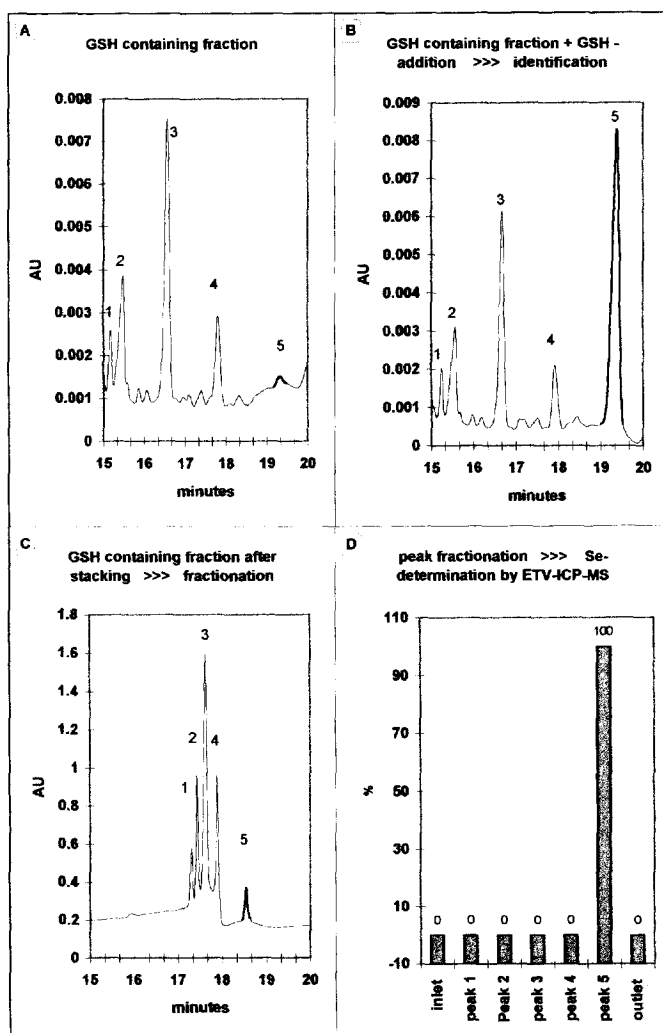 A
GSH containing fraction
0.008
0.007
0.006
0.005
0.004
0.003
0.002
0.001
0
AU
1
2
3
4
5
15 16 17 18 19 20
minutes
B
GSH containing fraction + GSH -
addition >>> identification
0.009
0.008
0.007
0.006
0.005
0.004
0.003
0.002
0.001
0
AU
1
2
3
4
5
15 16 17 18 19 20
minutes
C
GSH containing fraction after
stacking >>> fractionation
1.8
1.6
1.4
1.2
1
0.8
0.6
0.4
0.2
0
AU
1
2
3
4
5
15 16 17 18 19 20
minutes
D
peak fractionation >>> Se-
determination by ETV-ICP-MS
110
90
70
50
30
10
-10
%
0 0 0 0 0 100 0
inlet
peak 1
Peak 2
peak 3
peak 4
peak 5
outlet